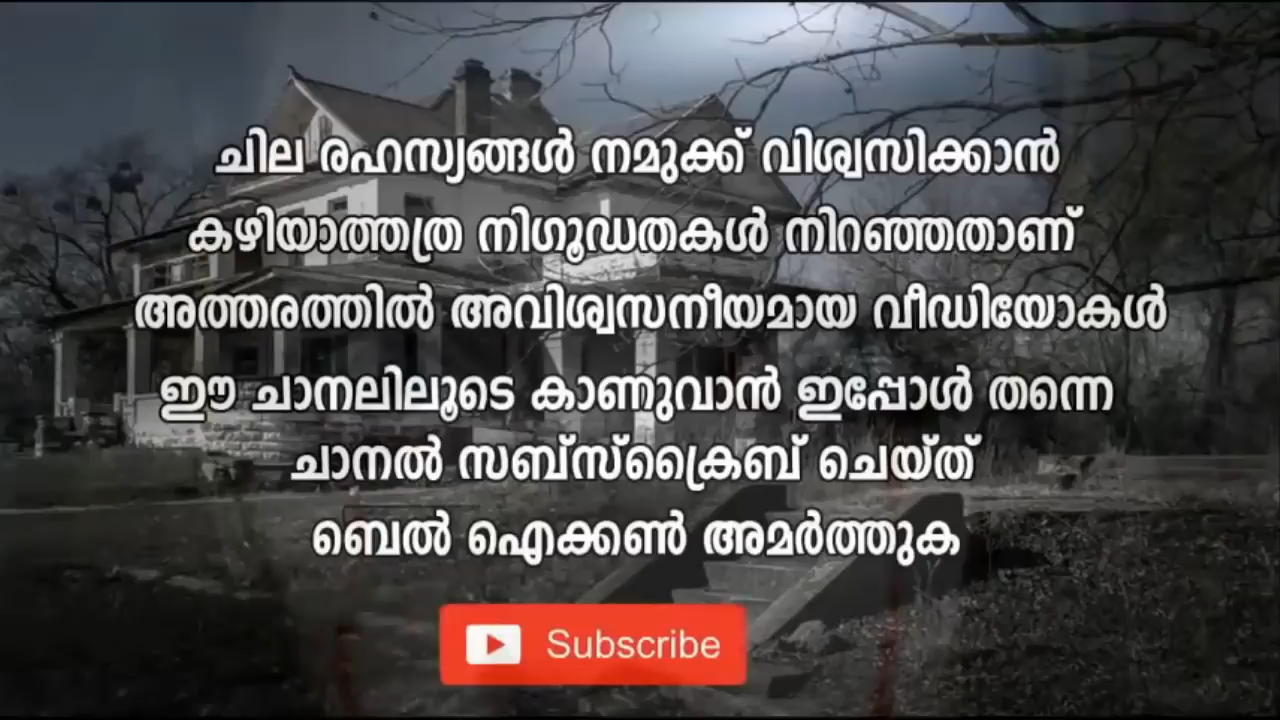 ചില രഹസ്യങ്ങൾ നമുക്ക് വിശ്വസിക്കാൻ
കഴിയാത്തത്ര നിഗൂഢതകൾ നിറഞ്ഞതാണ്
അത്തരത്തിൽ അവിശ്വസനീയമായ വീഡിയോകൾ
ഈ ചാനലിലൂടെ കാണുവാൻ ഇപ്പോൾ തന്നെ
ചാനൽ സബ്സ്ക്രൈബ് ചെയ്ത്
ബെൽ ഐക്കൺ അമർത്തുക
Subscribe